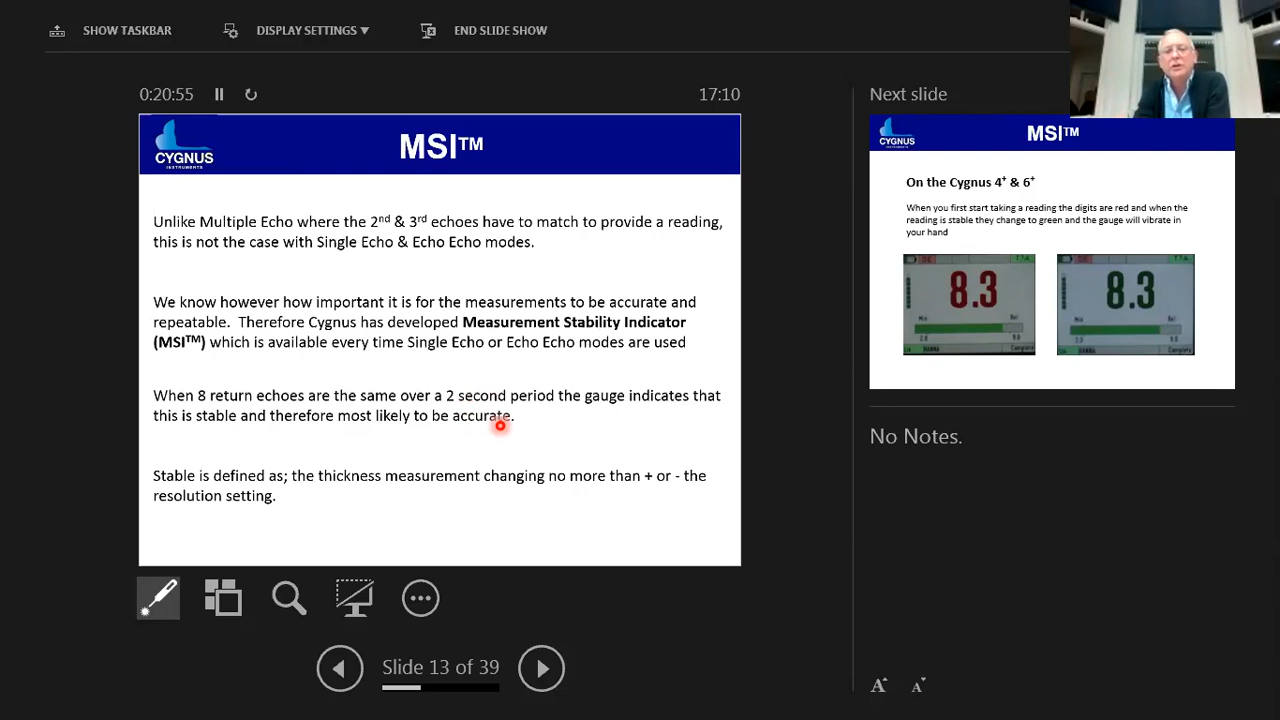 SHOW TASKBAR
DISPLAY SETTINGS ▾
END SLIDE SHOW
0:20:55
17:10
CYGNUS
INSTRUMENTS
MSI™
Unlike Multiple Echo where the 2nd & 3rd echoes have to match to provide a reading,
this is not the case with Single Echo & Echo Echo modes.
We know however how important it is for the measurements to be accurate and
repeatable. Therefore Cygnus has developed Measurement Stability Indicator
(MSI™) which is available every time Single Echo or Echo Echo modes are used
When 8 return echoes are the same over a 2 second period the gauge indicates that
this is stable and therefore most likely to be accurate.
Stable is defined as; the thickness measurement changing no more than + or - the
resolution setting.
Slide 13 of 39
Next slide
CYGNUS
INSTRUMENTS
MSI™
On the Cygnus 4+ & 6+
When you first start taking a reading the digits are red and when the
reading is stable they change to green and the gauge will vibrate in
your hand
8.3
Min
8.3
Min
No Notes.
A A